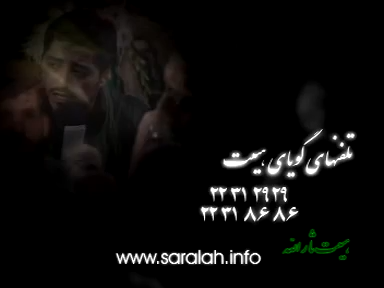 تلفنهای گویای هیئت
۲۲۳۱ ۲۹۲۹
۲۲۳۱ ۸۶۸۶
هیئت ثارالله
www.saralah.info